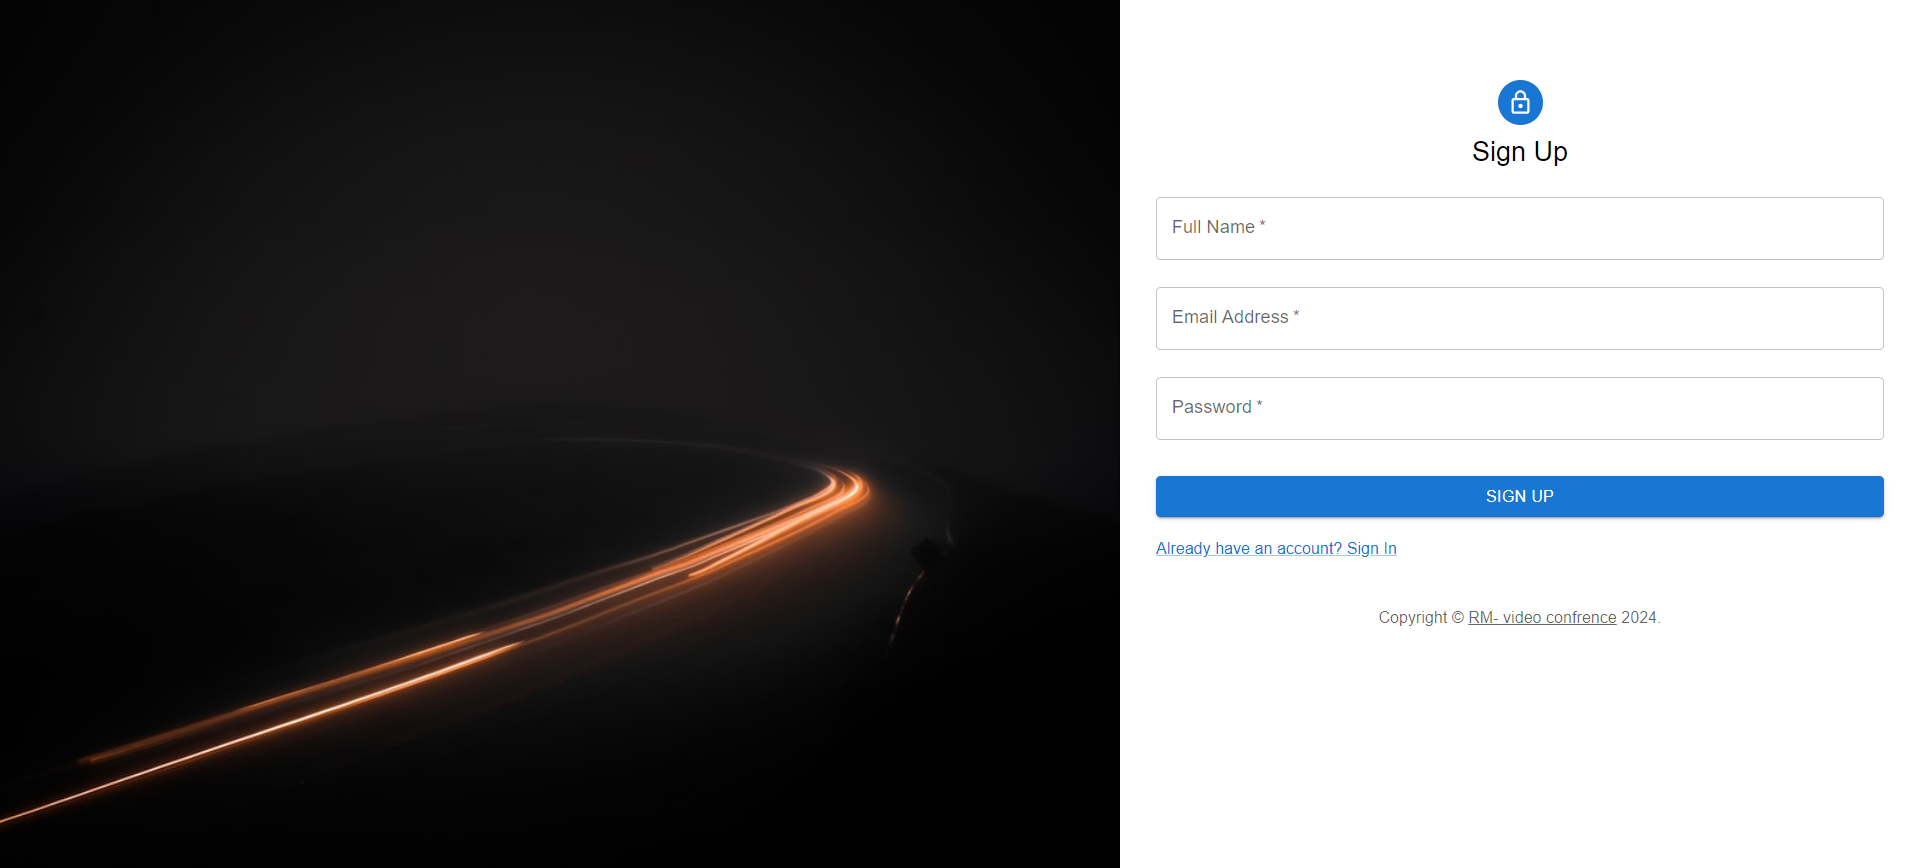 Sign Up
Full Name *
Email Address *
Password *
SIGN UP
Already have an account? Sign In
Copyright © RM- video confrence 2024.